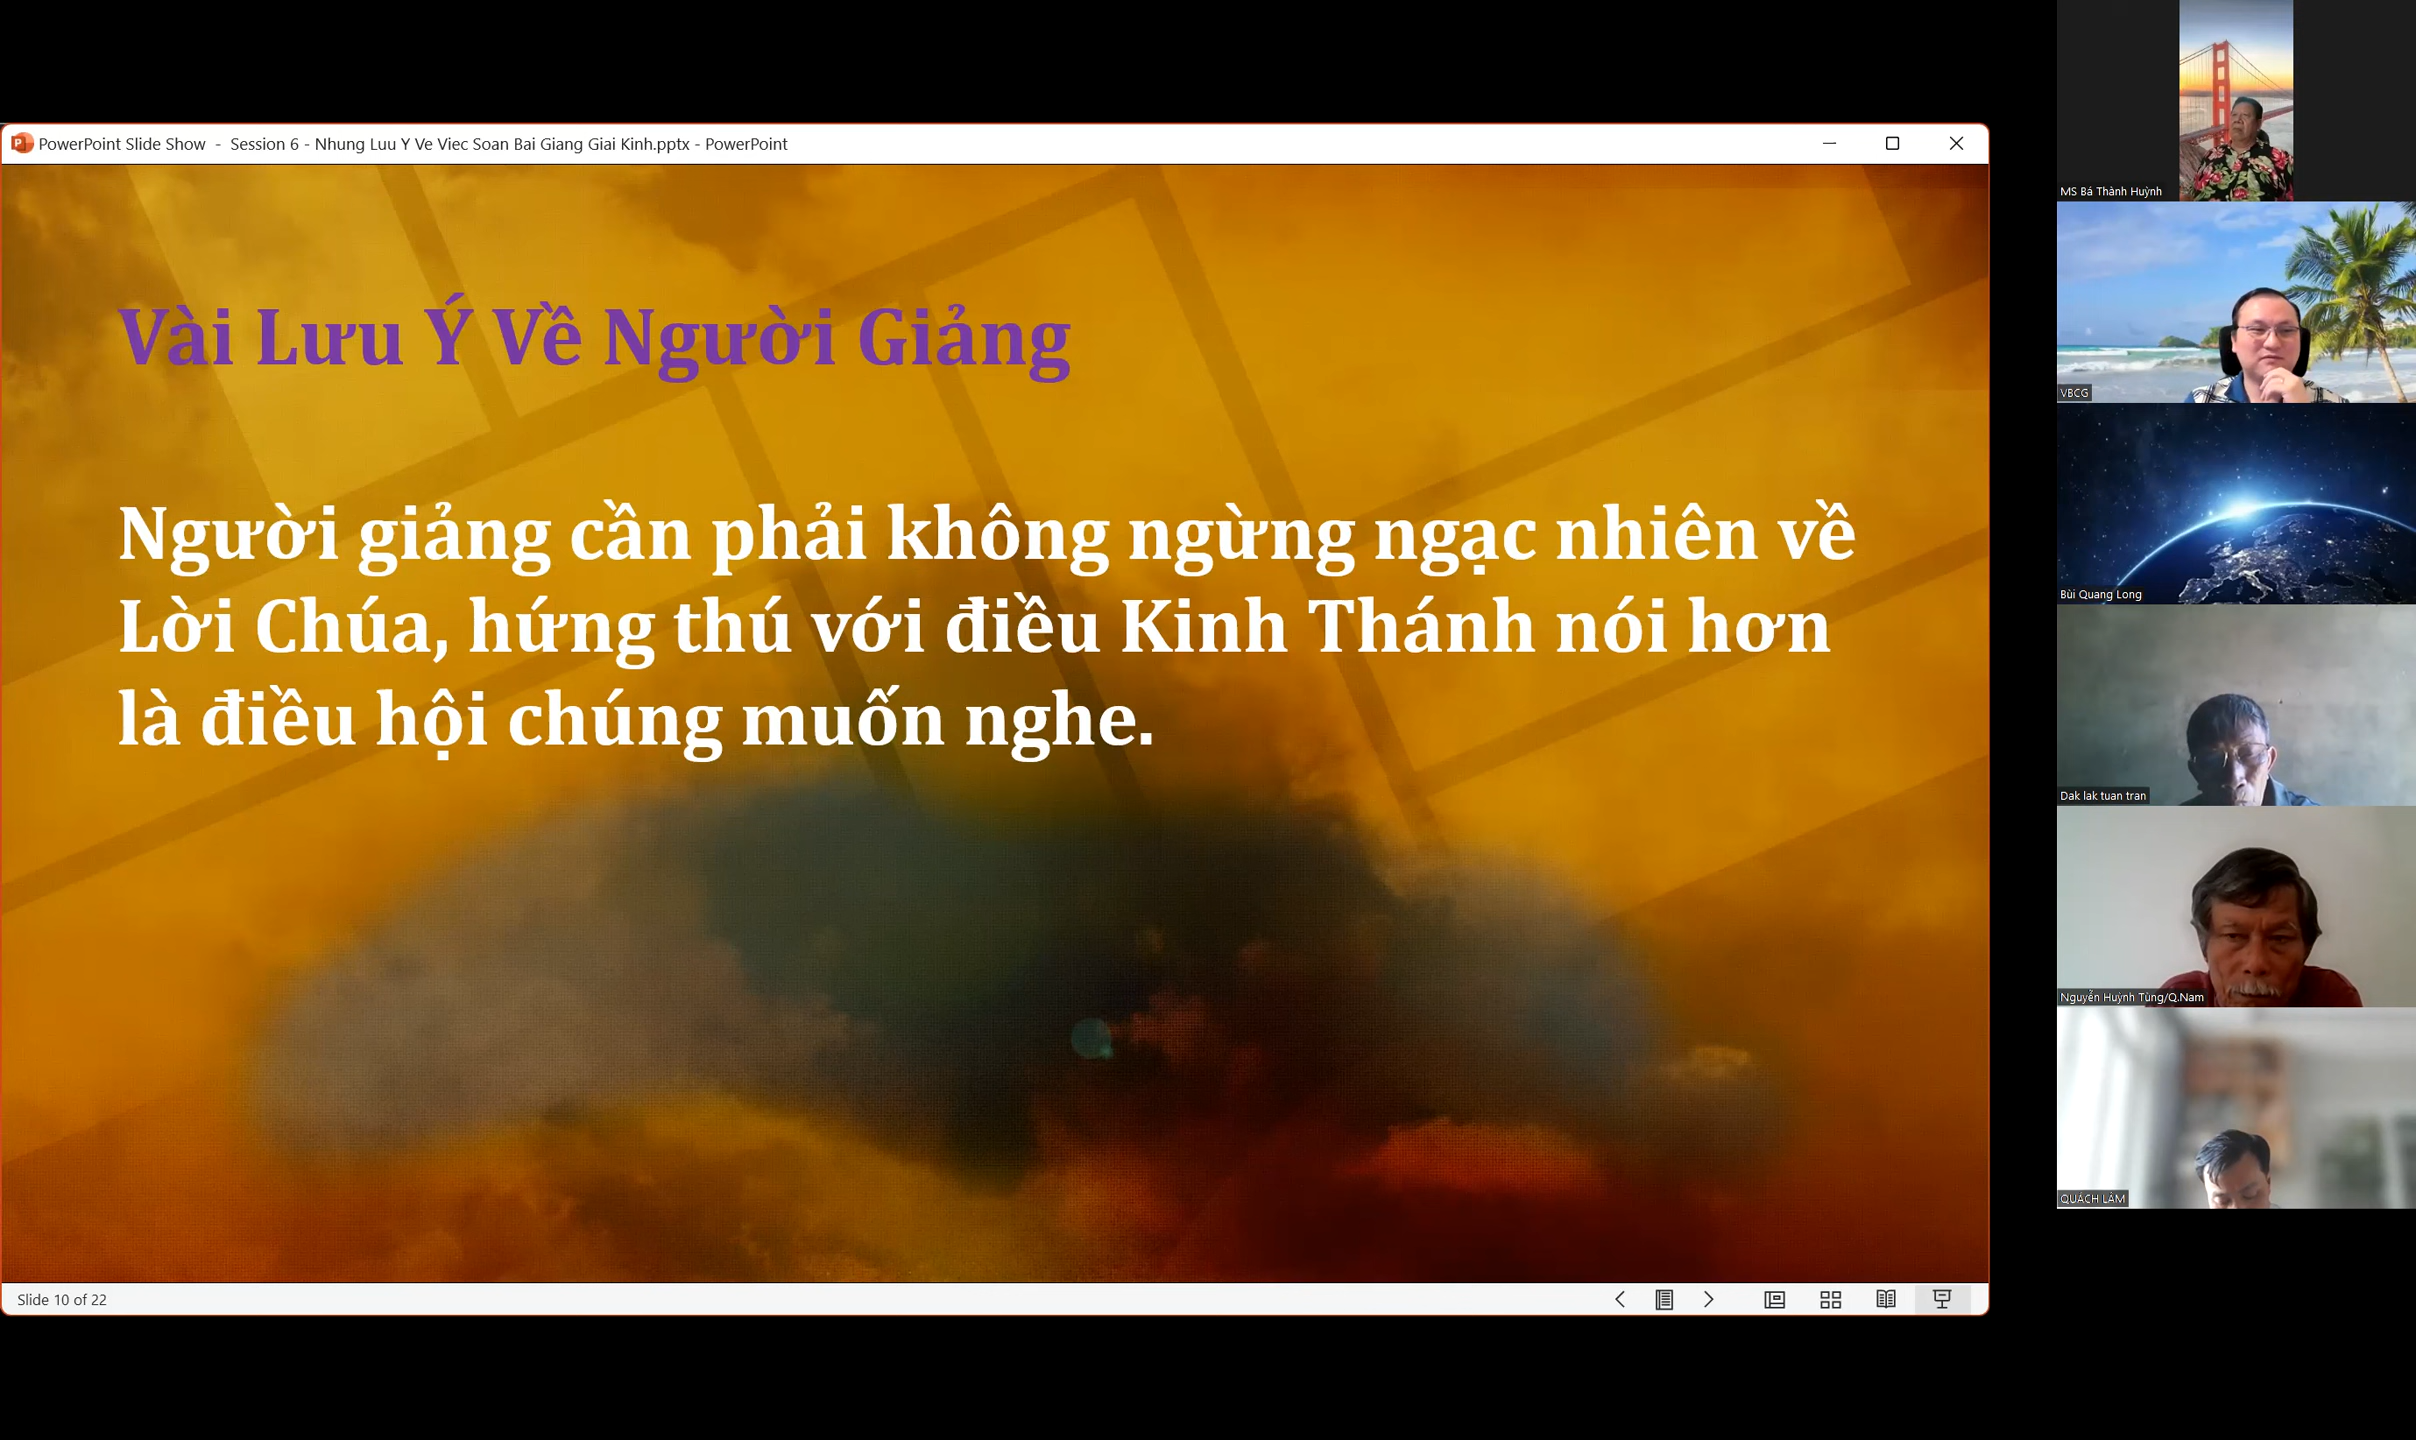 PowerPoint Slide Show - Session 6 - Nhung Luu Y Ve Viec Soan Bai Giang Giai Kinh.pptx - PowerPoint
Vài Lưu Ý Về Người Giảng
Người giảng cần phải không ngừng ngạc nhiên về
Lời Chúa, hứng thú với điều Kinh Thánh nói hơn
là điều hội chúng muốn nghe.
Slide 10 of 22
MS Bá Thành Huỳnh
VBCG
Bùi Quang Long
Dak lak tuan tran
Nguyễn Huỳnh Tùng/Q.Nam
QUÁCH LÂM